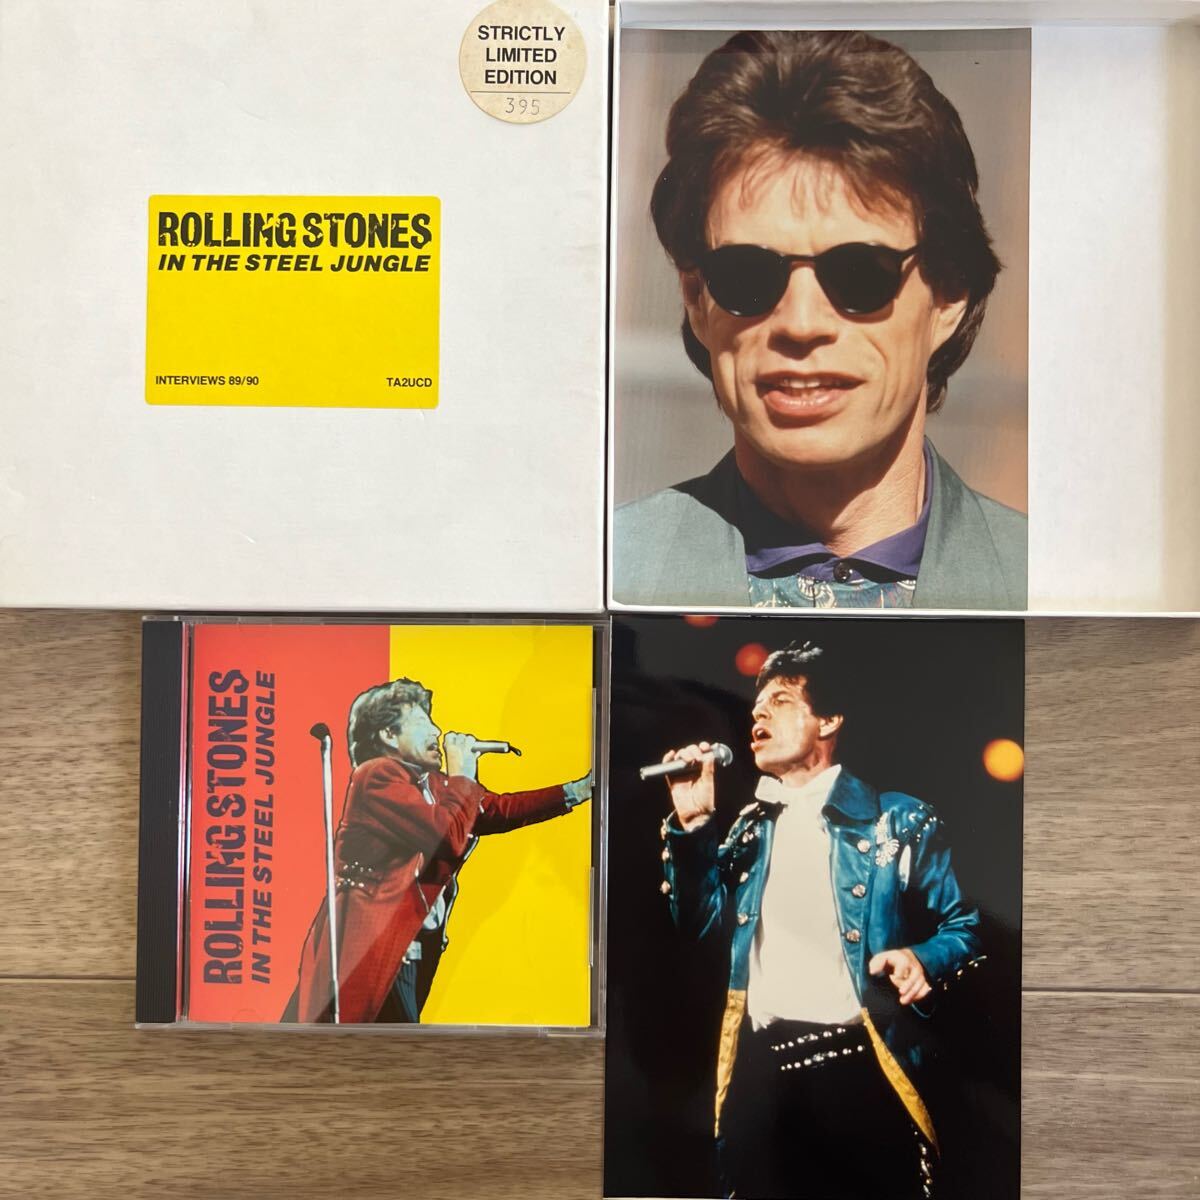 STRICTLY
LIMITED
EDITION
395
ROLLING STONES
IN THE STEEL JUNGLE
INTERVIEWS 89/90
TA2UCD
ROLLING STONES
IN THE STEEL JUNGLE